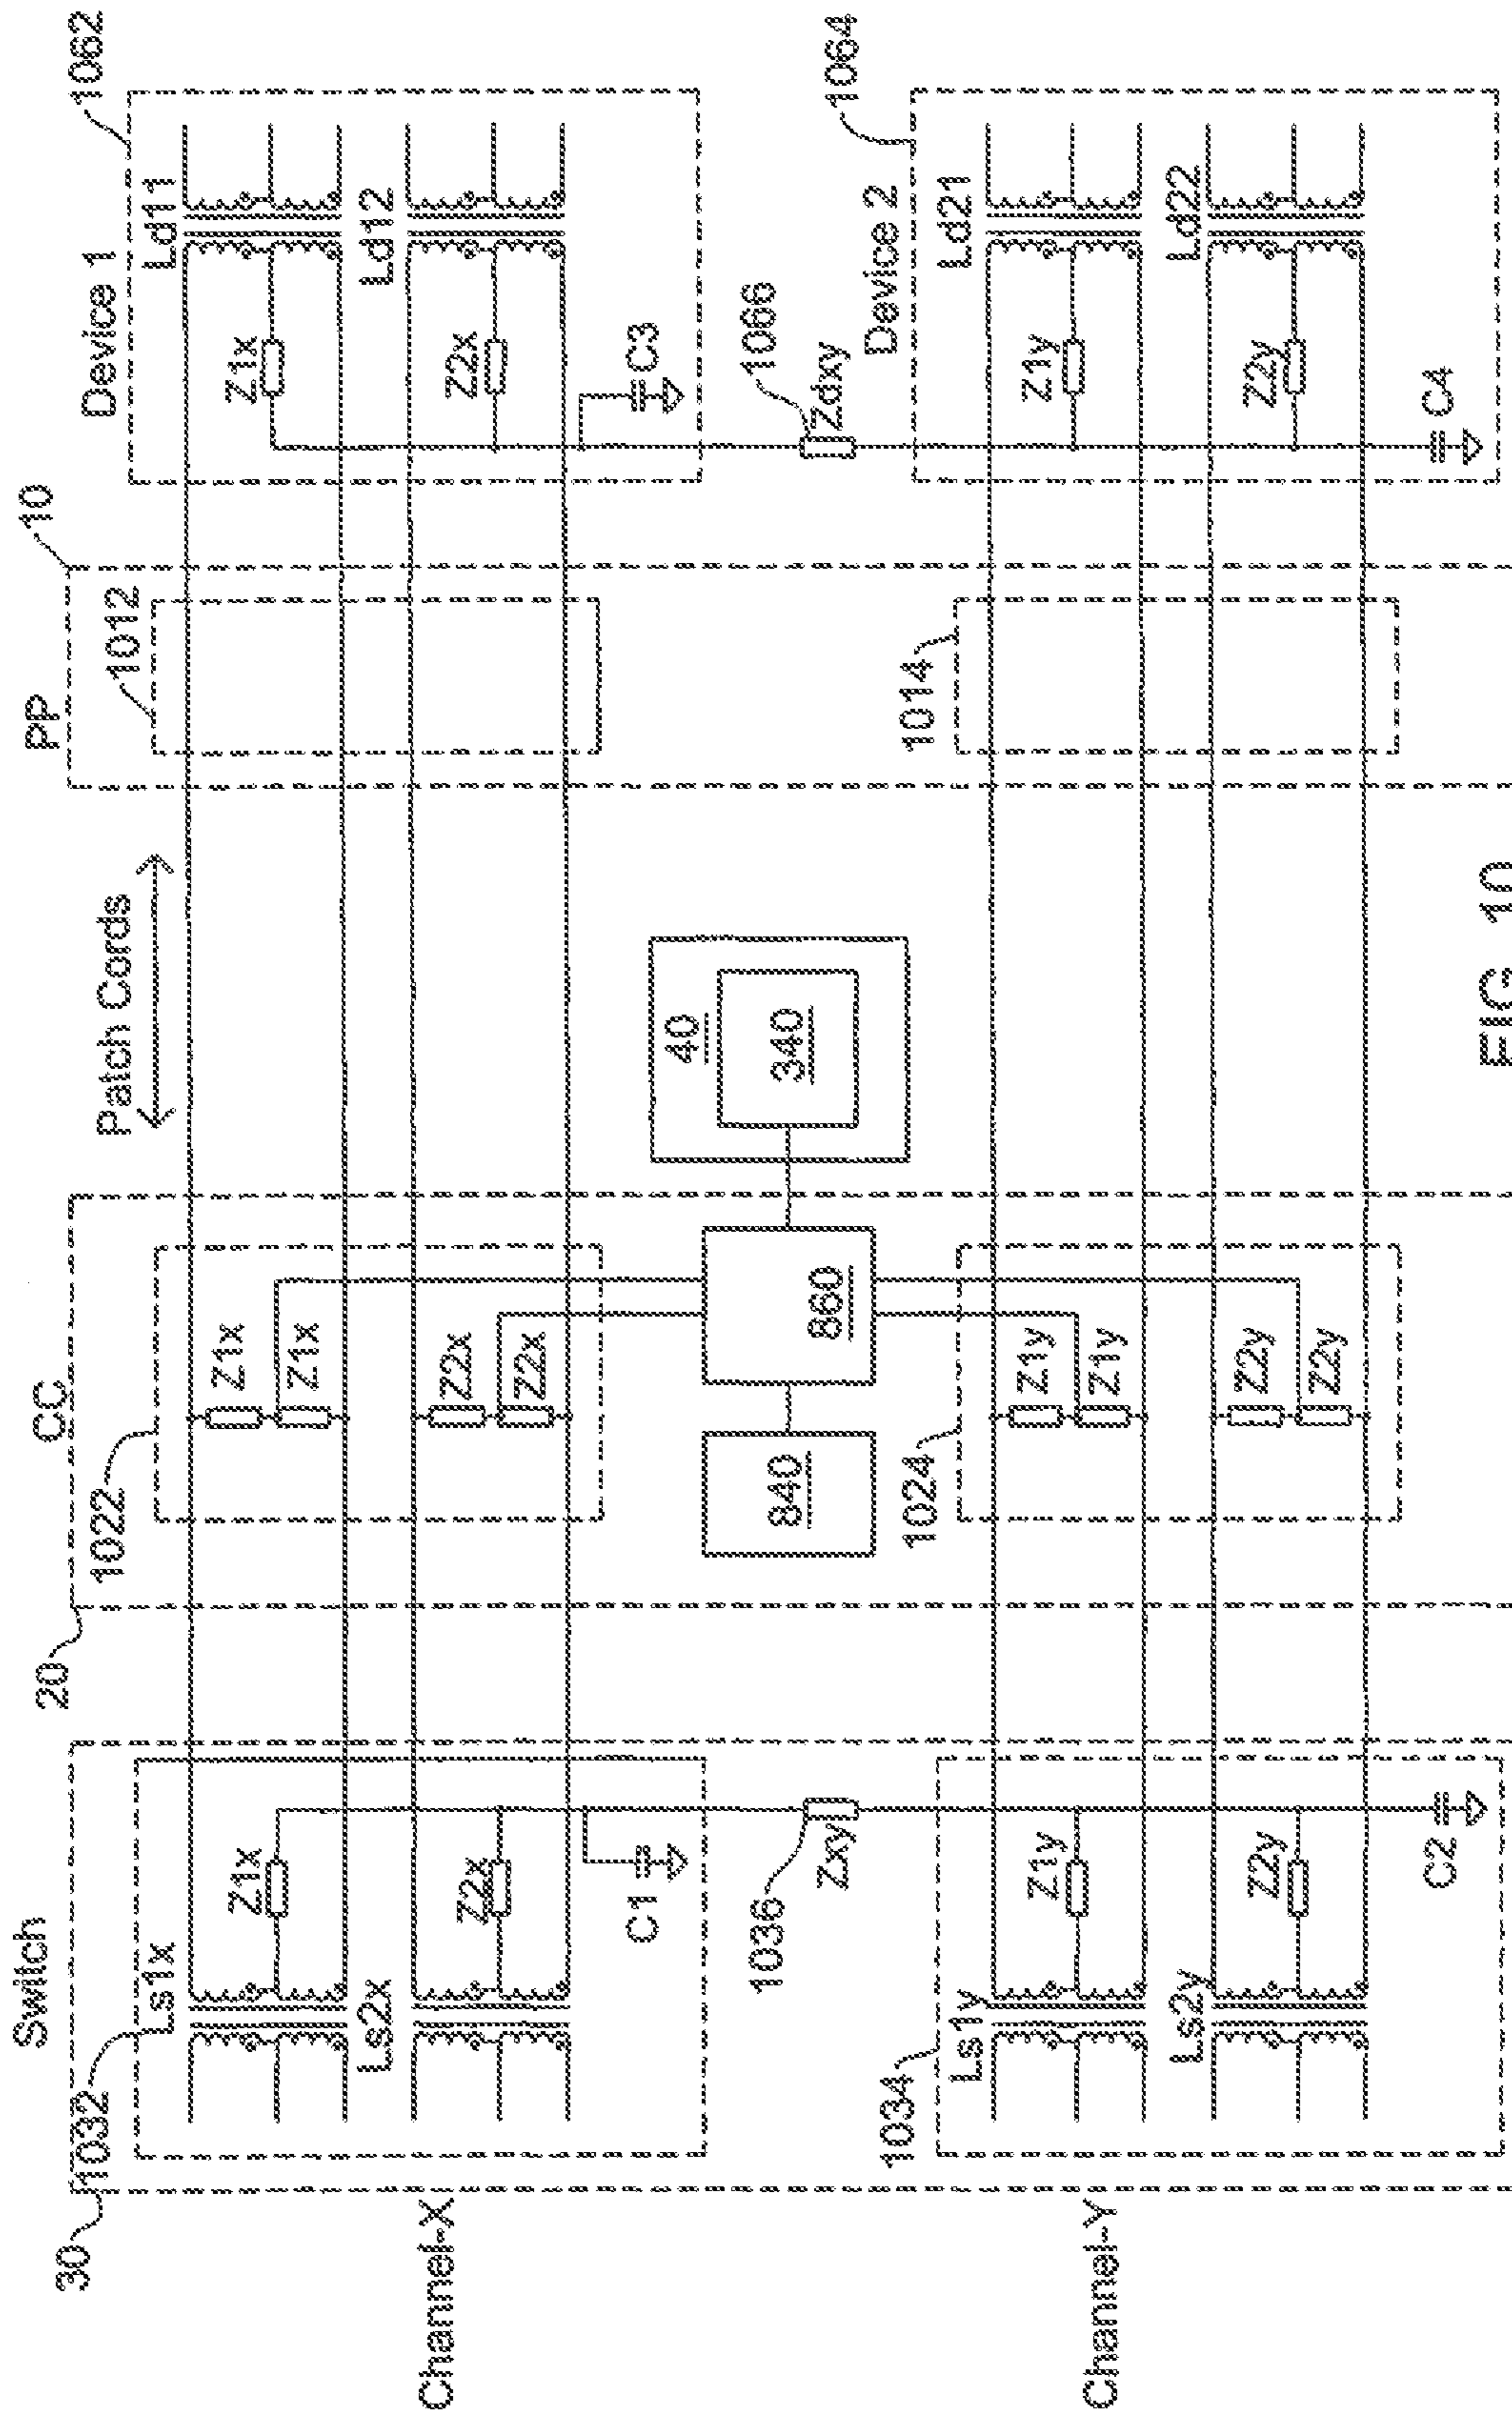 Switch
CC
PP
30
20
10
1032
Ls1x
Z1x
Ls2x
Z2x
C1
1036
Zxy
1034
Ls1y
Z1y
Ls2y
Z2y
C2
Channel-X
Channel-Y
1022
Z1x
Z1x
Z2x
Z2x
840
860
40
340
1024
Z1y
Z1y
Z2y
Z2y
Patch Cords
1012
1014
Device 1
1062
Ld11
Z1x
Ld12
Z2x
C3
1066
Zdxy
Device 2
1064
Ld21
Z1y
Ld22
Z2y
C4
FIG 10